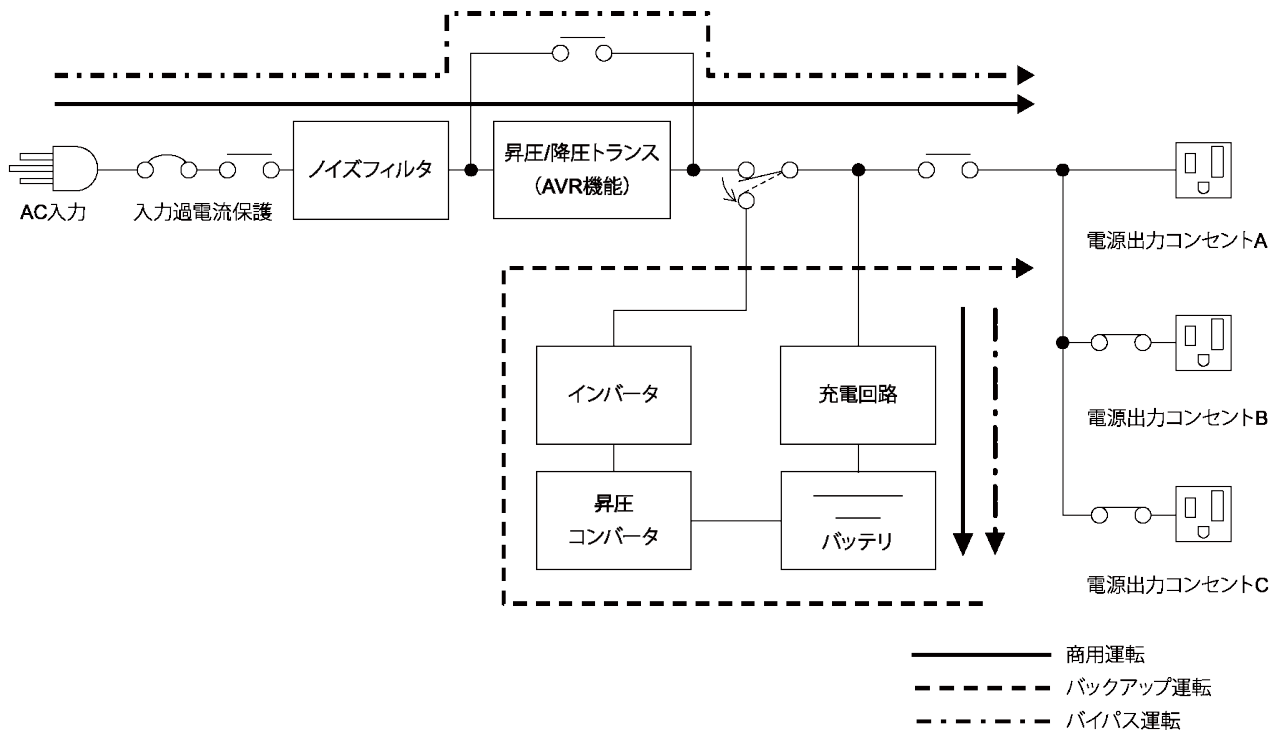 ノイズフィルタ
昇圧/降圧トランス
(AVR機能)
AC入力
入力過電流保護
電源出力コンセントA
インバータ
充電回路
電源出力コンセントB
昇圧
コンバータ
バッテリ
電源出力コンセントC
商用運転
バックアップ運転
バイパス運転